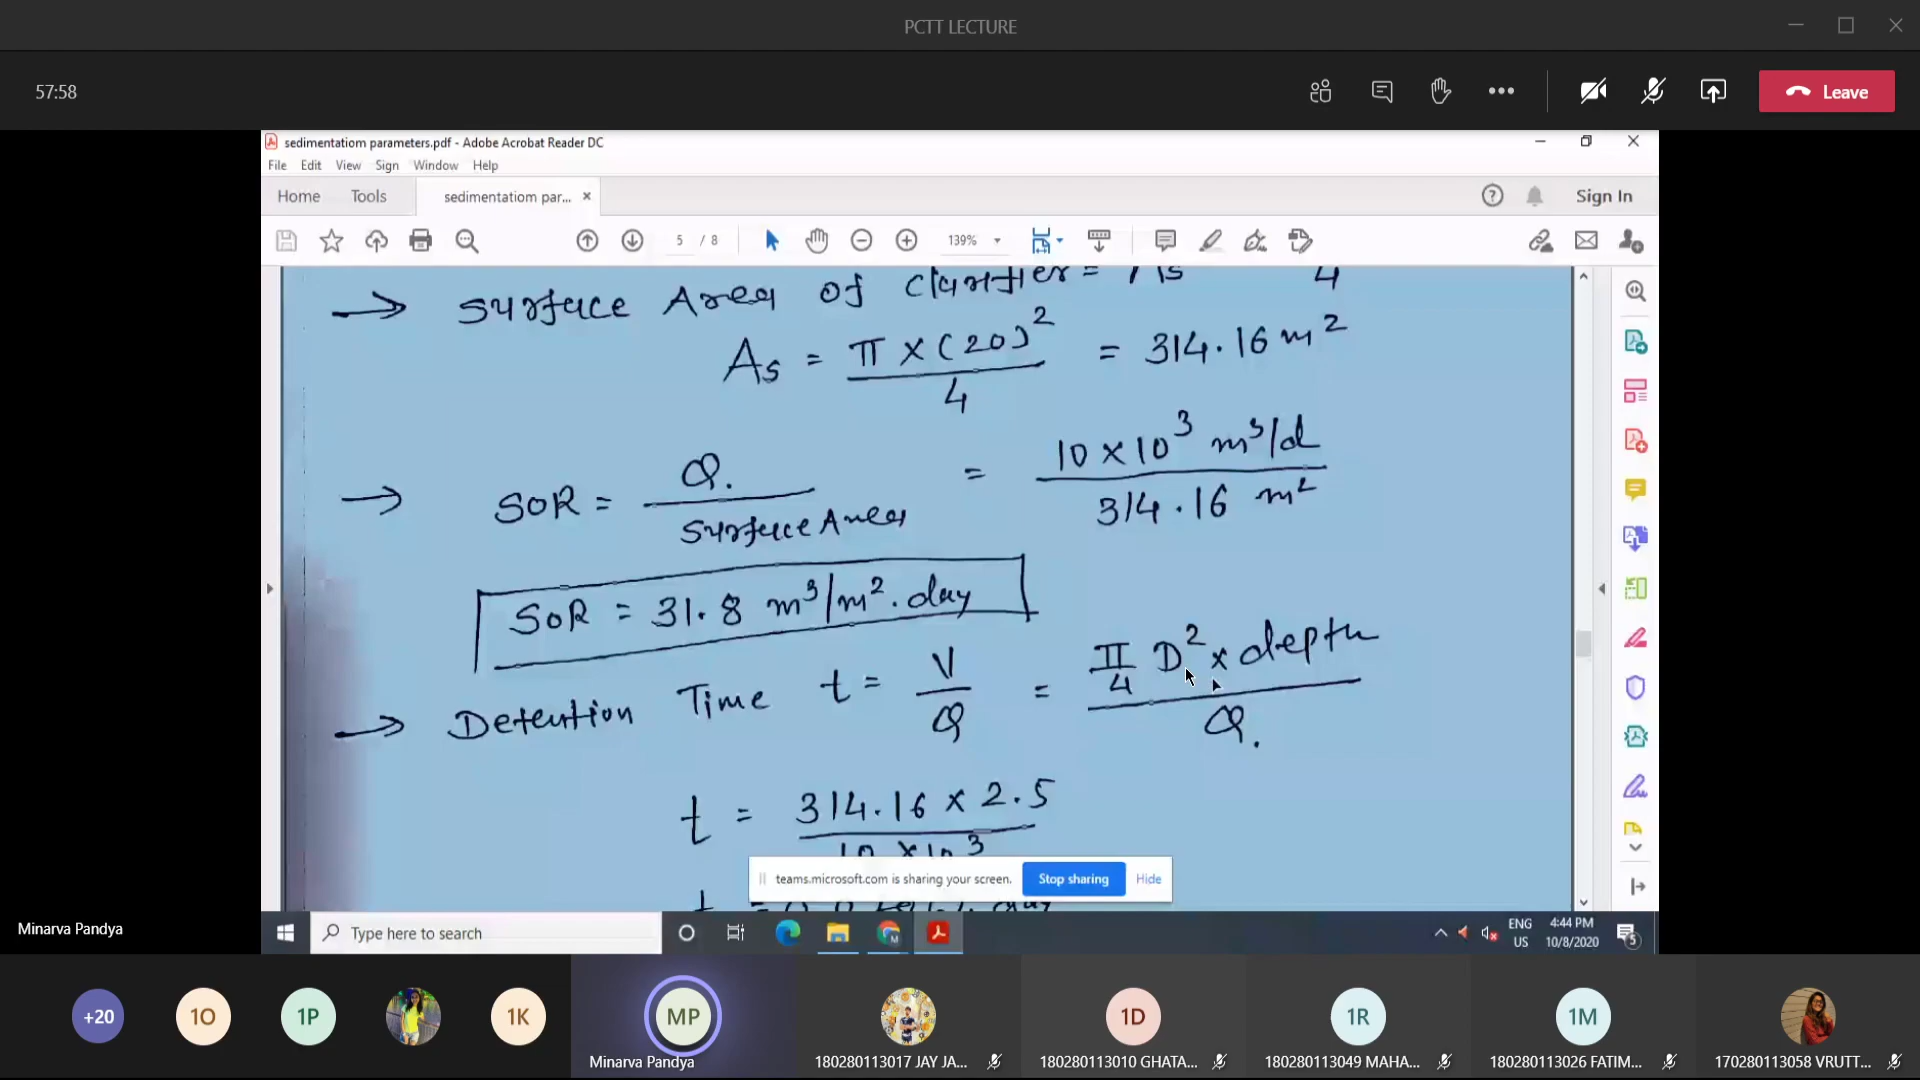 PCTT LECTURE
57:58
Leave
sedimentatiom parameters.pdf - Adobe Acrobat Reader DC
File Edit View Sign Window Help
Home Tools sedimentatiom par... × Sign In
5 / 8 139%
→ Surface Area of Clarifier = As 4
As = π × (20)² / 4 = 314.16 m²
→ SOR = Q. / Surface Area = 10 × 10³ m³/d / 314.16 m²
SOR = 31.8 m³/m². day
→ Detention Time t = V / Q = π/4 D² × depth / Q.
t = 314.16 × 2.5 / 10 × 10³
teams.microsoft.com is sharing your screen. Stop sharing Hide
Minarva Pandya
Type here to search
ENG US
4:44 PM
10/8/2020
5
+20 1O 1P 1K MP 1D 1R 1M
Minarva Pandya
180280113017 JAY JA...
180280113010 GHATA...
180280113049 MAHA...
180280113026 FATIM...
170280113058 VRUTT...